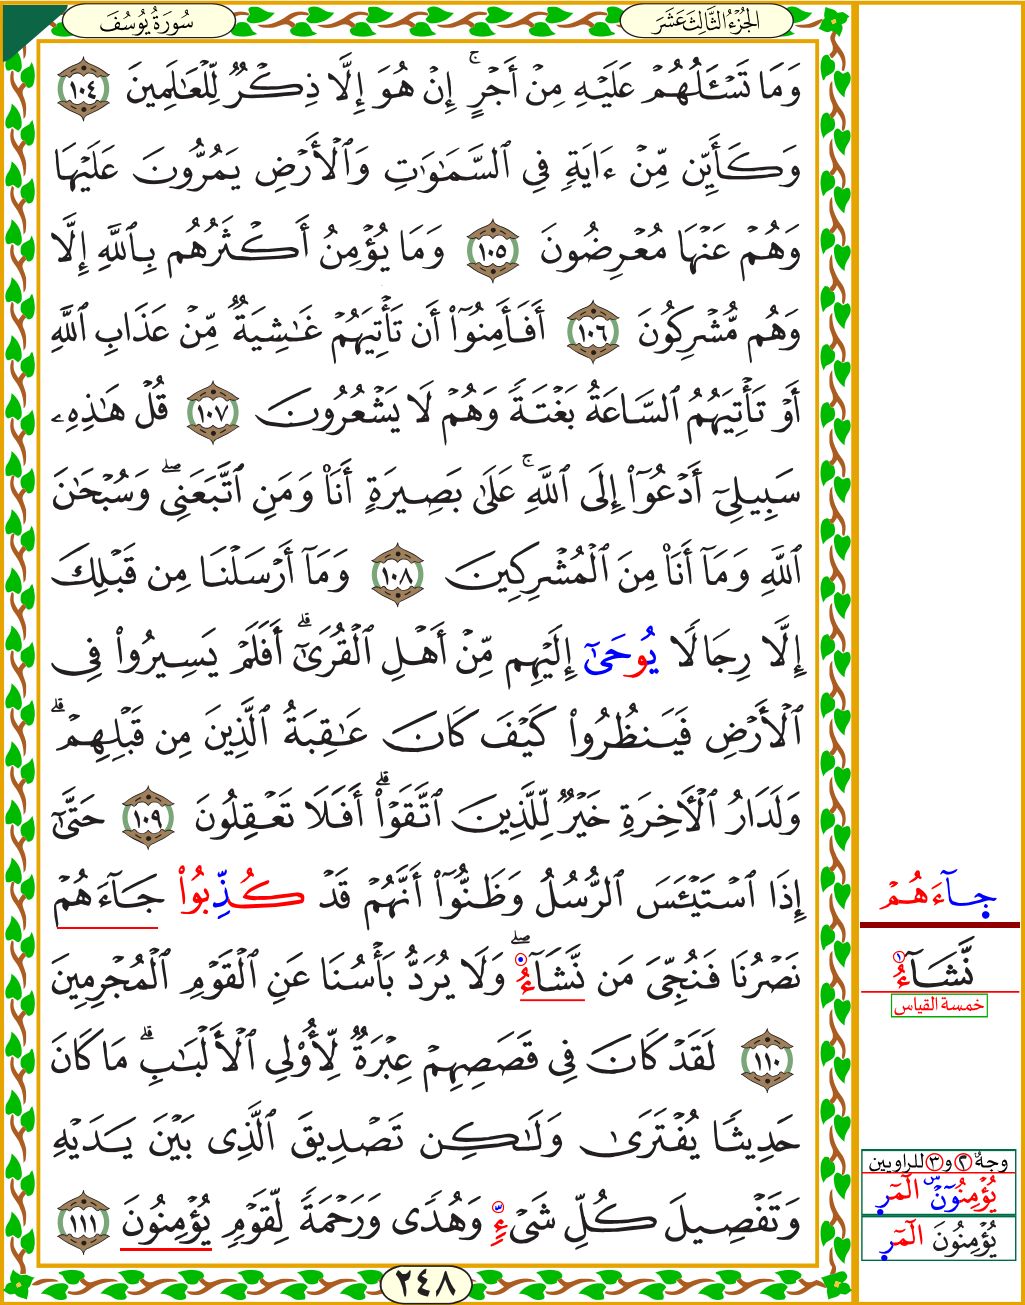 سُورَةُ يُوسُفَ
الجُزْءُ الثَّالِثَ عَشَرَ
وَمَا تَسْـَٔلُهُمْ عَلَيْهِ مِنْ أَجْرٍ ۚ إِنْ هُوَ إِلَّا ذِكْرٌ لِّلْعَـٰلَمِينَ ١٠٤
وَكَأَيِّن مِّنْ ءَايَةٍ فِي ٱلسَّمَـٰوَٰتِ وَٱلْأَرْضِ يَمُرُّونَ عَلَيْهَا
وَهُمْ عَنْهَا مُعْرِضُونَ ١٠٥ وَمَا يُؤْمِنُ أَكْثَرُهُم بِٱللَّهِ إِلَّا
وَهُم مُّشْرِكُونَ ١٠٦ أَفَأَمِنُوٓا۟ أَن تَأْتِيَهُمْ غَـٰشِيَةٌ مِّنْ عَذَابِ ٱللَّهِ
أَوْ تَأْتِيَهُمُ ٱلسَّاعَةُ بَغْتَةً وَهُمْ لَا يَشْعُرُونَ ١٠٧ قُلْ هَـٰذِهِۦ
سَبِيلِيٓ أَدْعُوٓا۟ إِلَى ٱللَّهِ ۚ عَلَىٰ بَصِيرَةٍ أَنَا۠ وَمَنِ ٱتَّبَعَنِي ۖ وَسُبْحَـٰنَ
ٱللَّهِ وَمَآ أَنَا۠ مِنَ ٱلْمُشْرِكِينَ ١٠٨ وَمَآ أَرْسَلْنَا مِن قَبْلِكَ
إِلَّا رِجَالًا يُوحَىٰٓ إِلَيْهِم مِّنْ أَهْلِ ٱلْقُرَىٰٓ ۗ أَفَلَمْ يَسِيرُوا۟ فِي
ٱلْأَرْضِ فَيَنظُرُوا۟ كَيْفَ كَانَ عَـٰقِبَةُ ٱلَّذِينَ مِن قَبْلِهِمْ ۗ
وَلَدَارُ ٱلْأَخِرَةِ خَيْرٌ لِّلَّذِينَ ٱتَّقَوْا۟ ۗ أَفَلَا تَعْقِلُونَ ١٠٩ حَتَّىٰٓ
إِذَا ٱسْتَيْـَٔسَ ٱلرُّسُلُ وَظَنُّوٓا۟ أَنَّهُمْ قَدْ كُذِّبُوا۟ جَآءَهُمْ
نَصْرُنَا فَنُجِّيَ مَن نَّشَآءُ ۖ وَلَا يُرَدُّ بَأْسُنَا عَنِ ٱلْقَوْمِ ٱلْمُجْرِمِينَ
١١٠ لَقَدْ كَانَ فِي قَصَصِهِمْ عِبْرَةٌ لِّأُو۟لِي ٱلْأَلْبَـٰبِ ۗ مَا كَانَ
حَدِيثًا يُفْتَرَىٰ وَلَـٰكِن تَصْدِيقَ ٱلَّذِي بَيْنَ يَدَيْهِ
وَتَفْصِيلَ كُلِّ شَيْءٍ وَهُدًى وَرَحْمَةً لِّقَوْمٍ يُؤْمِنُونَ ١١١
٢٤٨
جَآءَهُمْ
نَّشَآءُ ١
خمسة القياس
وجه ٢ و ٣ للراويين
يُؤْمِنُونَ س الٓمٓر
يُؤْمِنُونَ الٓمٓر